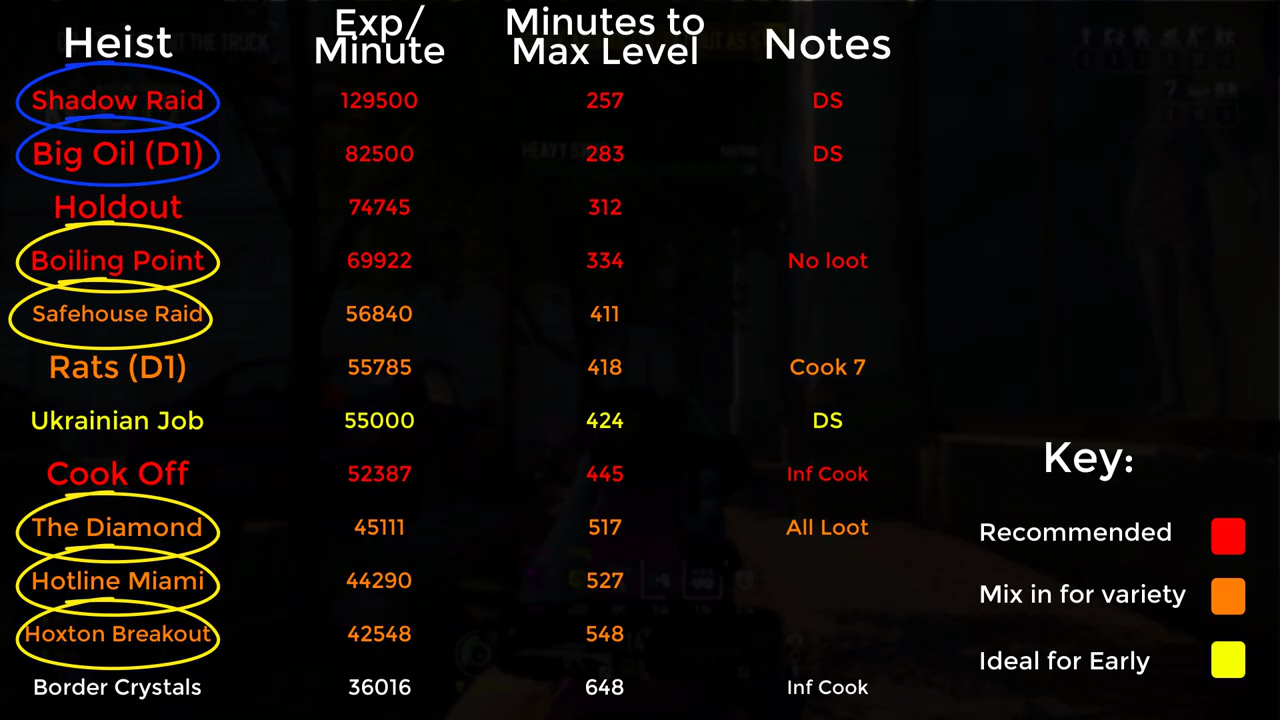 Heist Exp/Minute Minutes to Max Level Notes
Shadow Raid 129500 257 DS
Big Oil (D1) 82500 283 DS
Holdout 74745 312
Boiling Point 69922 334 No loot
Safehouse Raid 56840 411
Rats (D1) 55785 418 Cook 7
Ukrainian Job 55000 424 DS
Cook Off 52387 445 Inf Cook
The Diamond 45111 517 All Loot
Hotline Miami 44290 527
Hoxton Breakout 42548 548
Border Crystals 36016 648 Inf Cook
Key:
Recommended
Mix in for variety
Ideal for Early